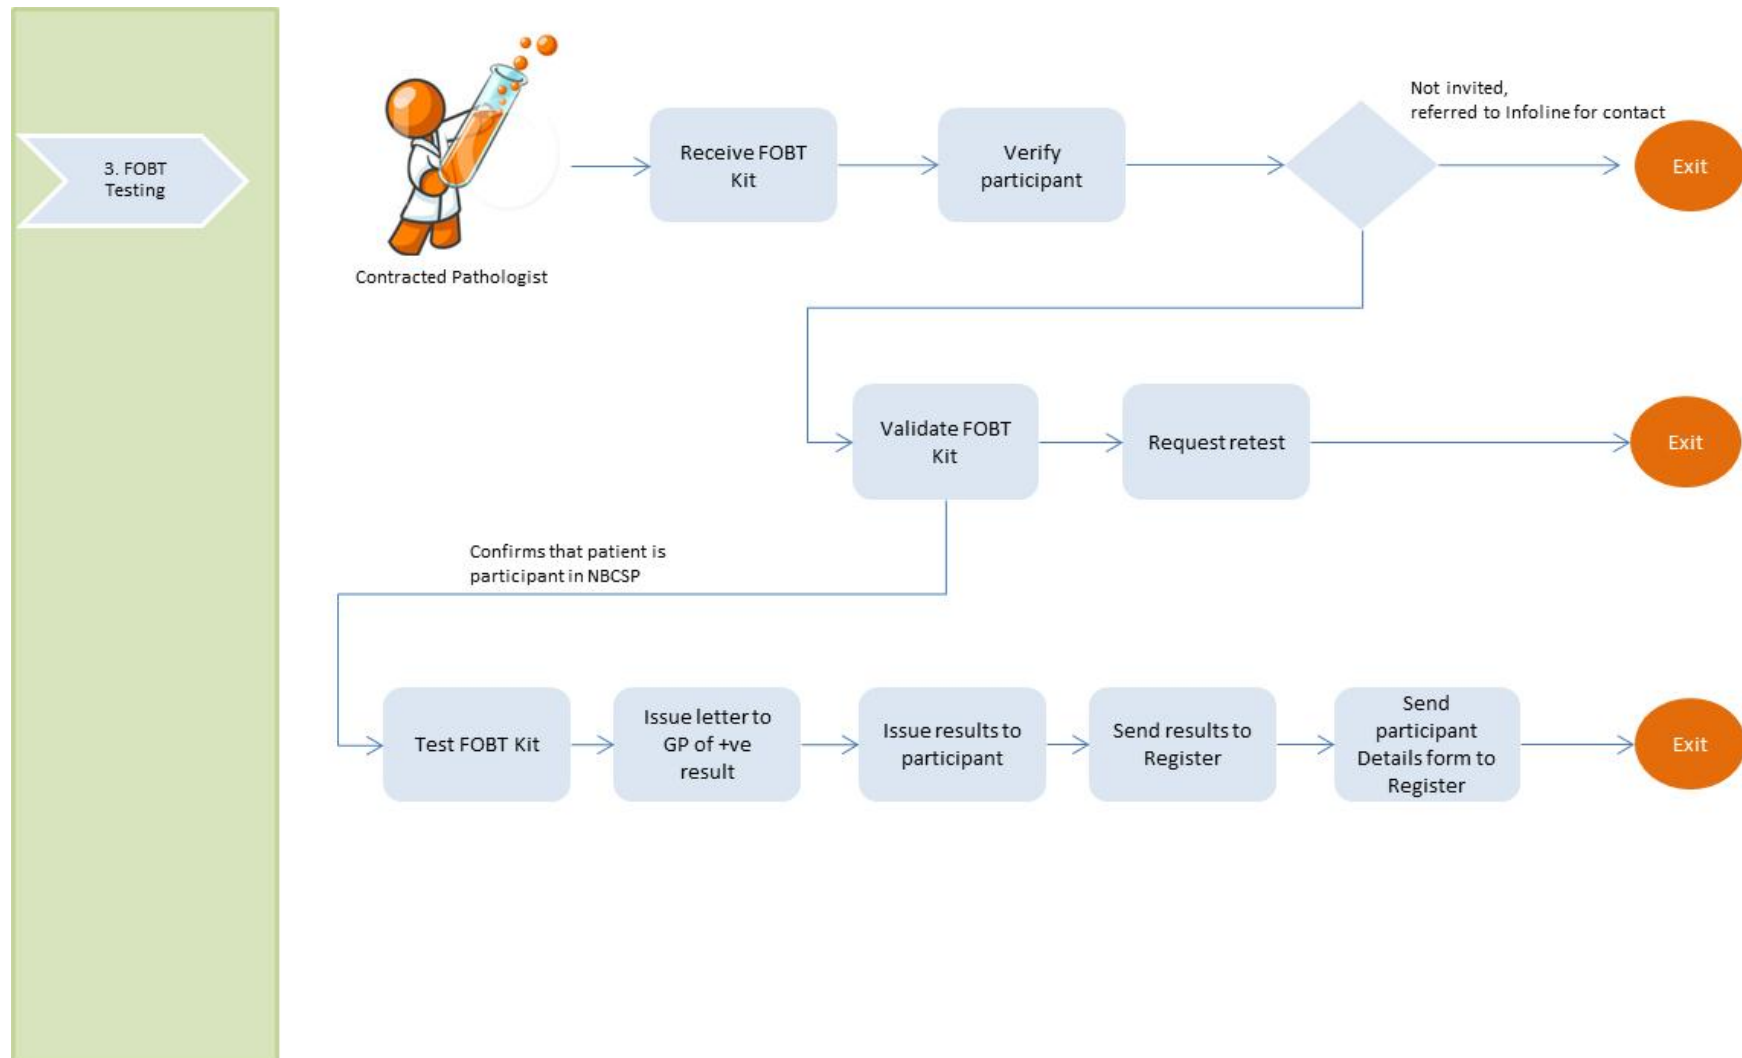 3. FOBT
Testing
Contracted Pathologist
Receive FOBT
Kit
Verify
participant
Not invited,
referred to Infoline for contact
Exit
Validate FOBT
Kit
Request retest
Exit
Confirms that patient is
participant in NBCSP
Test FOBT Kit
Issue letter to
GP of +ve
result
Issue results to
participant
Send results to
Register
Send
participant
Details form to
Register
Exit